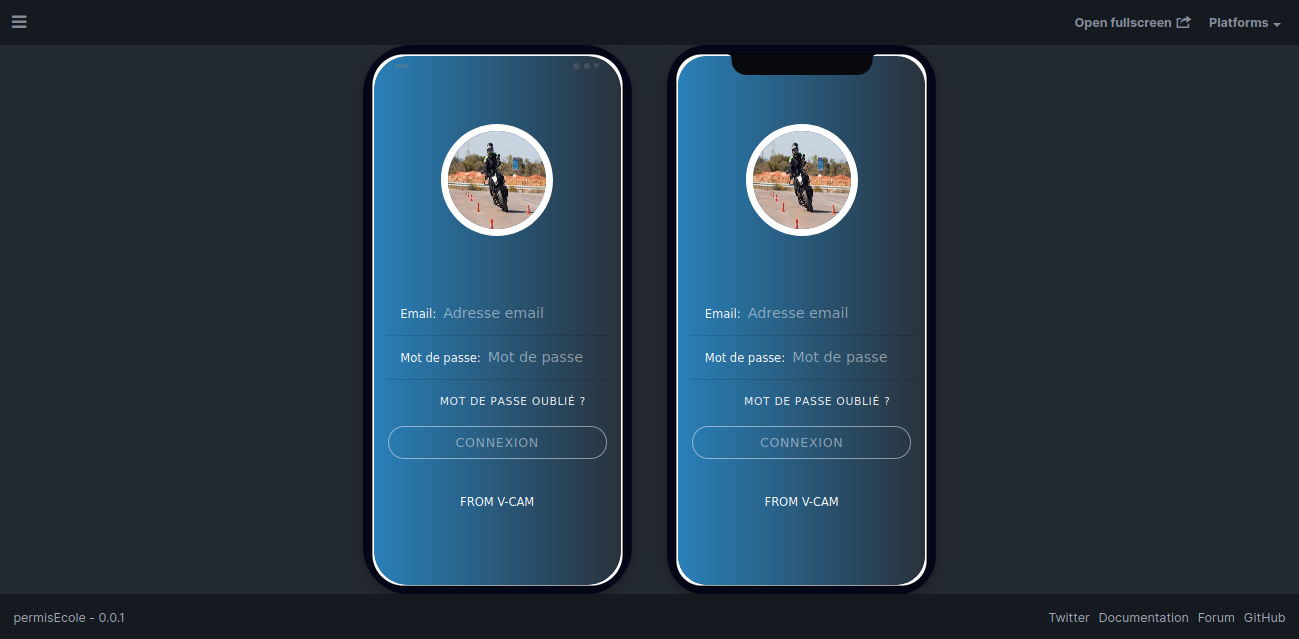 Open fullscreen Platforms
Email: Adresse email
Mot de passe: Mot de passe
MOT DE PASSE OUBLIÉ ?
CONNEXION
FROM V-CAM
Email: Adresse email
Mot de passe: Mot de passe
MOT DE PASSE OUBLIÉ ?
CONNEXION
FROM V-CAM
permisEcole - 0.0.1
Twitter Documentation Forum GitHub